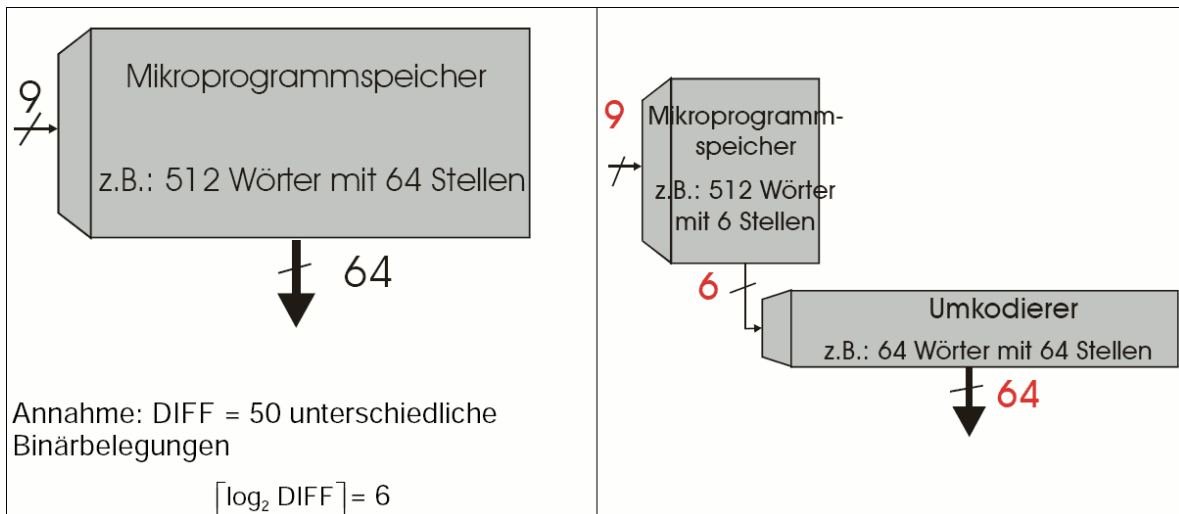 Mikroprogrammspeicher
9
z.B.: 512 Wörter mit 64 Stellen
64
Annahme: DIFF = 50 unterschiedliche
Binärbelegungen
⌈log₂ DIFF⌉= 6
9
Mikroprogramm-
speicher
z.B.: 512 Wörter
mit 6 Stellen
6
Umkodierer
z.B.: 64 Wörter mit 64 Stellen
64